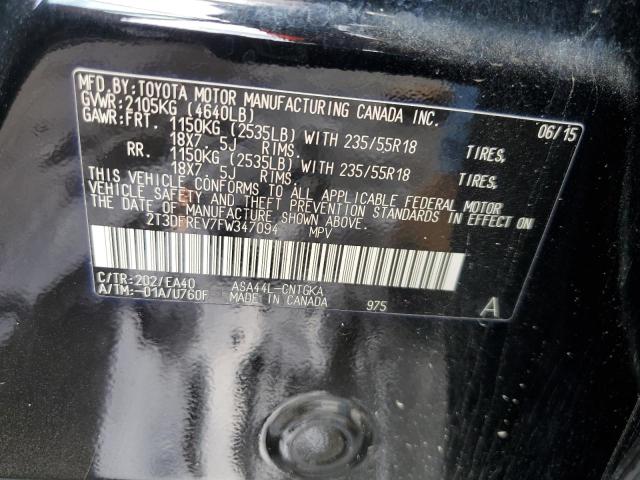 MFD.BY:TOYOTA MOTOR MANUFACTURING CANADA INC.
GVWR:2105KG (4640LB) 06/15
GAWR:FRT. 1150KG (2535LB) WITH 235/55R18 TIRES,
18X7. 5J RIMS
RR. 1150KG (2535LB) WITH 235/55R18 TIRES,
18X7. 5J RIMS
THIS VEHICLE CONFORMS TO ALL APPLICABLE FEDERAL MOTOR
VEHICLE SAFETY AND THEFT PREVENTION STANDARDS IN EFFECT ON
THE DATE OF MANUFACTURE SHOWN ABOVE.
2T3DFREV7FW347094 MPV
C/TR:202/EA40 ASA44L-CNTGKA
A/TM:-01A/U760F MADE IN CANADA 975 A